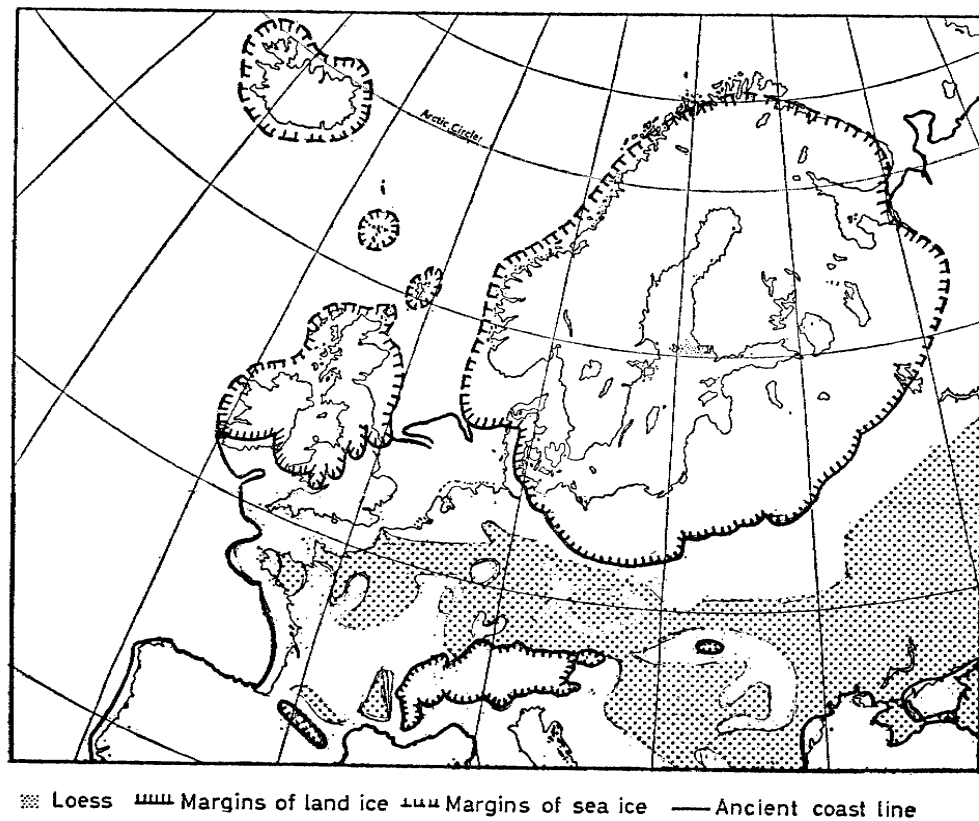 Arctic Circle
Loess Margins of land ice Margins of sea ice Ancient coast line